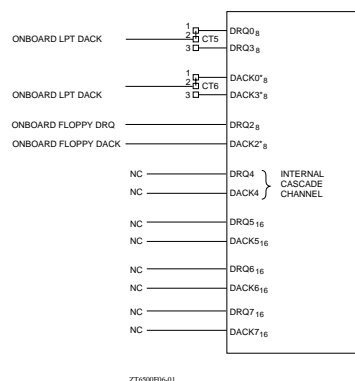 1
2 CT5
3
ONBOARD LPT DACK
DRQ0₈
DRQ3₈
1
2 CT6
3
ONBOARD LPT DACK
DACK0*₈
DACK3*₈
ONBOARD FLOPPY DRQ DRQ2₈
ONBOARD FLOPPY DACK DACK2*₈
NC DRQ4
NC DACK4
INTERNAL
CASCADE
CHANNEL
NC DRQ5₁₆
NC DACK5₁₆
NC DRQ6₁₆
NC DACK6₁₆
NC DRQ7₁₆
NC DACK7₁₆
ZT6500F06-01